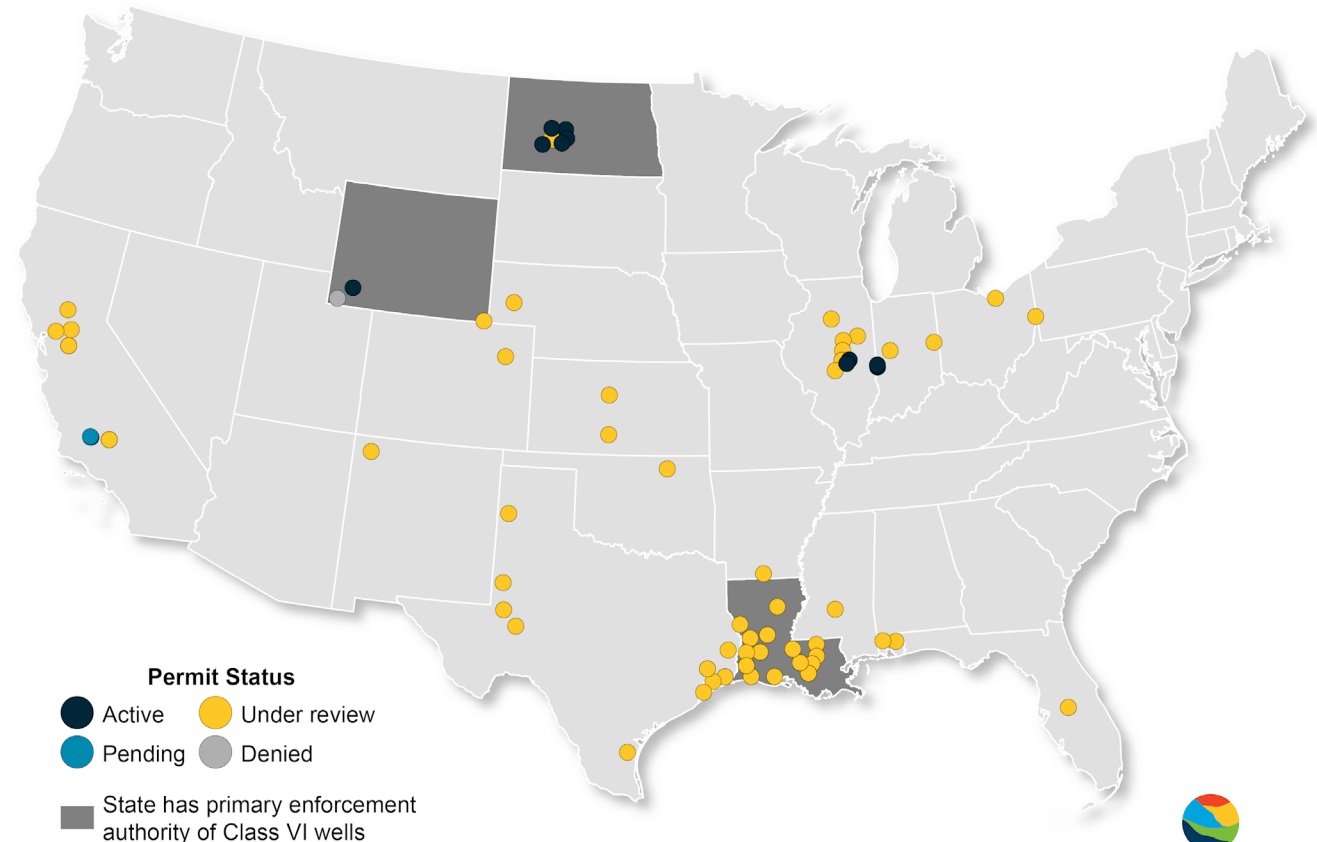 Permit Status
Active
Under review
Pending
Denied
State has primary enforcement
authority of Class VI wells